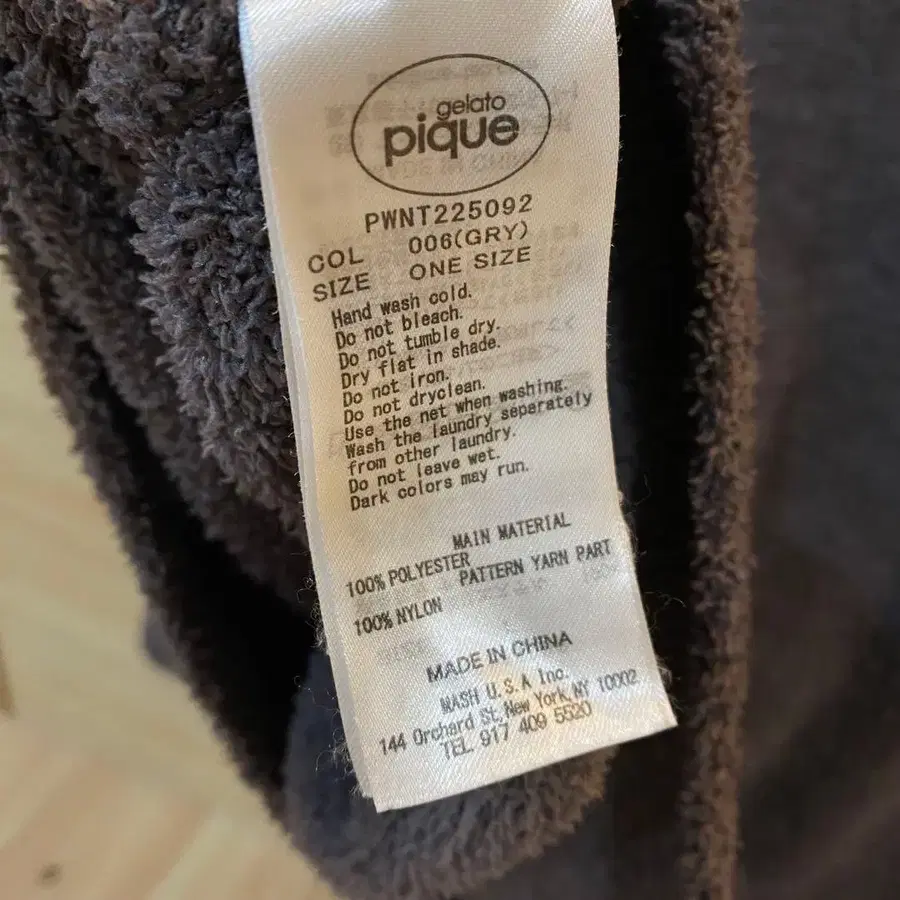 gelato
pique
PWNT225092
COL 006(GRY)
SIZE ONE SIZE
Hand wash cold.
Do not bleach.
Do not tumble dry.
Dry flat in shade.
Do not iron.
Do not dryclean.
Use the net when washing.
Wash the laundry separately
from other laundry.
Do not leave wet.
Dark colors may run.
MAIN MATERIAL
100% POLYESTER
PATTERN YARN PART
100% NYLON
MADE IN CHINA
MASH U.S.A Inc.
144 Orchard St,New York,NY 10002
TEL 917 409 5520